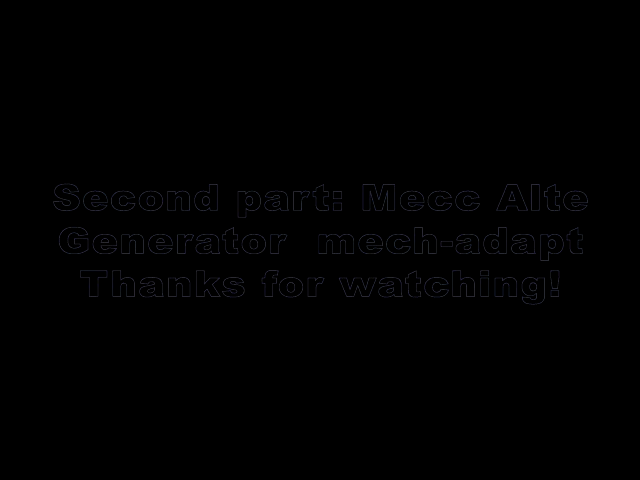 Second part: Mecc Alte
Generator  mech-adapt
Thanks for watching!